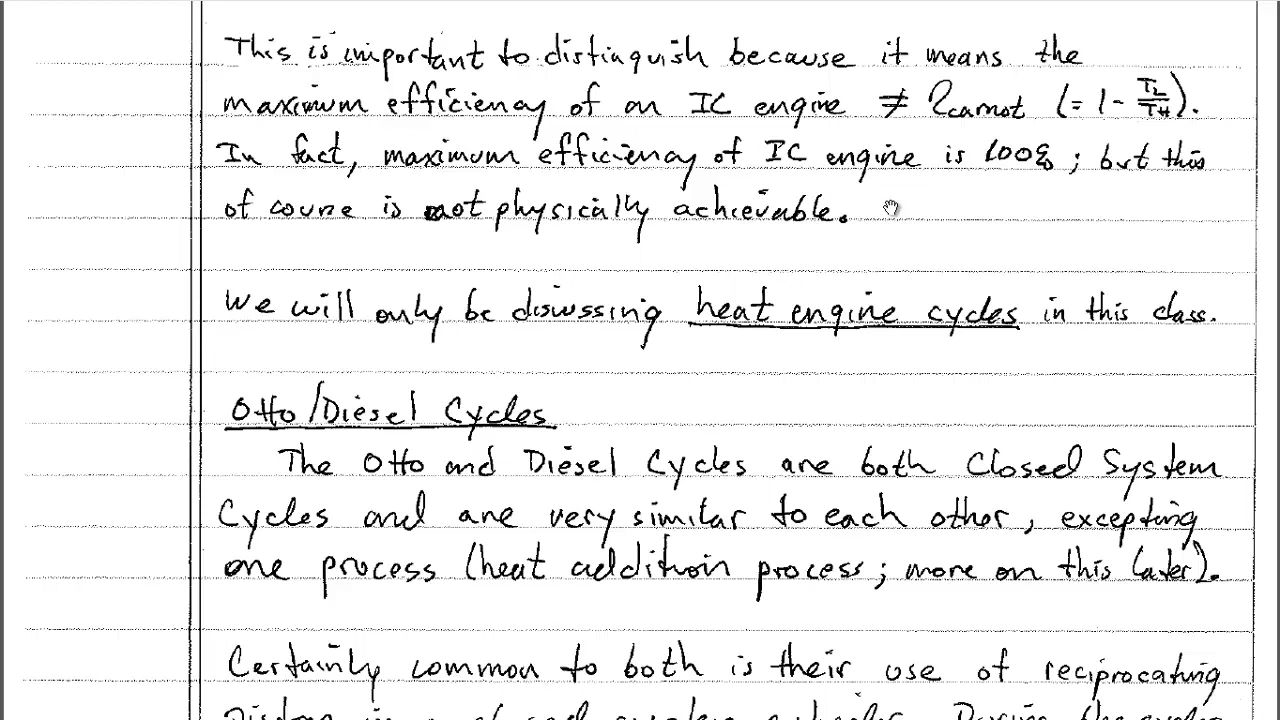 This is important to distinguish because it means the
maximum efficiency of an IC engine ≠ ηcarnot (= 1 - TL/TH).
In fact, maximum efficiency of IC engine is 100%; but this
of course is not physically achievable.
We will only be discussing heat engine cycles in this class.
Otto/Diesel Cycles
The Otto and Diesel Cycles are both Closed System
Cycles and are very similar to each other, excepting
one process (heat addition process; more on this later).
Certainly common to both is their use of reciprocating